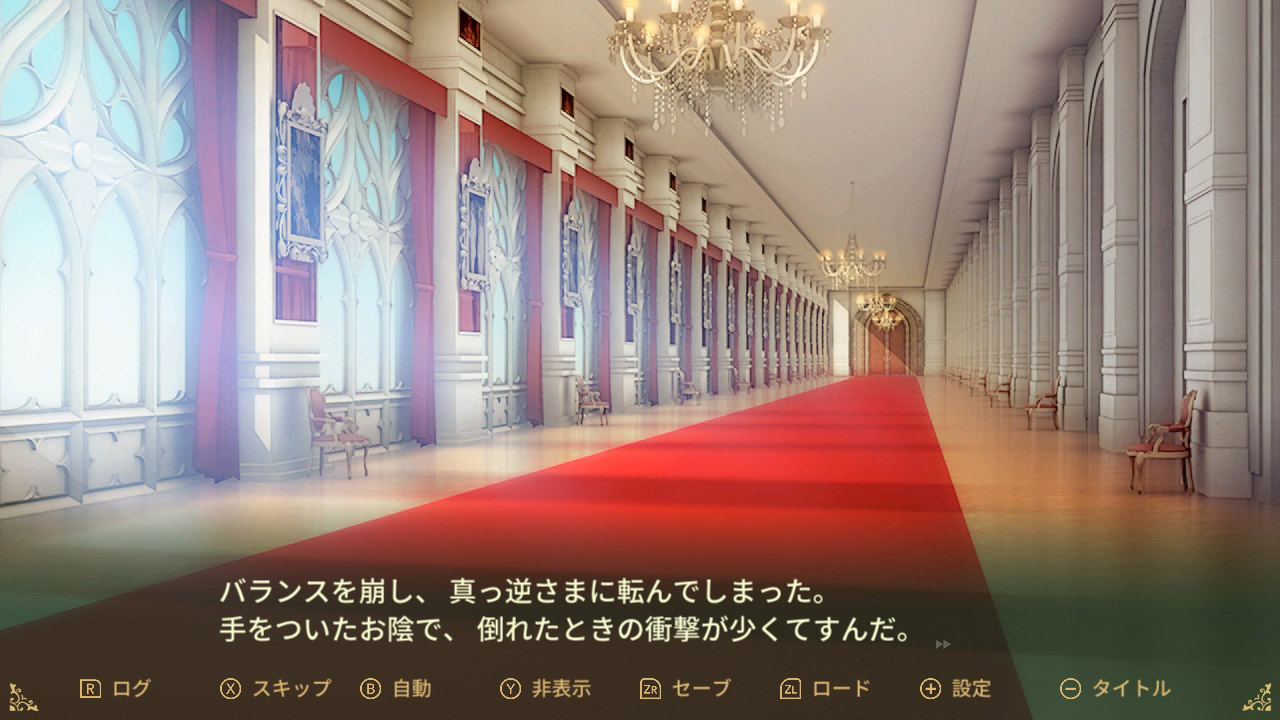 バランスを崩し、真っ逆さまに転んでしまった。
手をついたお陰で、倒れたときの衝撃が少くてすんだ。
R ログ X スキップ B 自動 Y 非表示 ZR セーブ ZL ロード + 設定 − タイトル